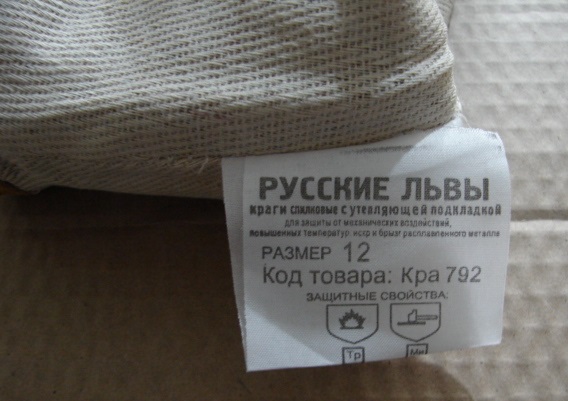 РУССКИЕ ЛЬВЫ
Краги спилковые с утепляющей подкладкой
для защиты от механических воздействий,
повышенных температур искр и брызг расплавленного металла
РАЗМЕР 12
Код товара: Кра 792
ЗАЩИТНЫЕ СВОЙСТВА:
Тр Ми